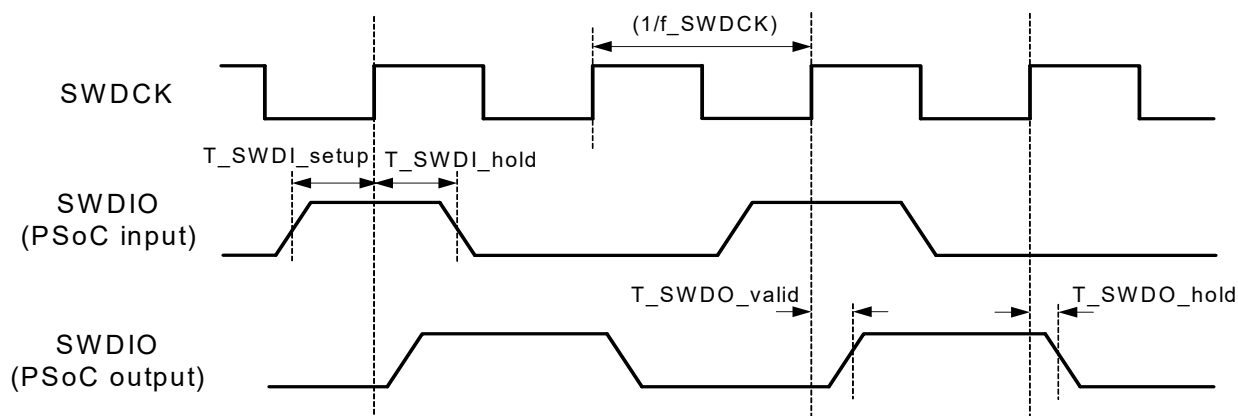 (1/f_SWDCK)
SWDCK
T_SWDI_setup
T_SWDI_hold
SWDIO
(PSoC input)
T_SWDO_valid
T_SWDO_hold
SWDIO
(PSoC output)